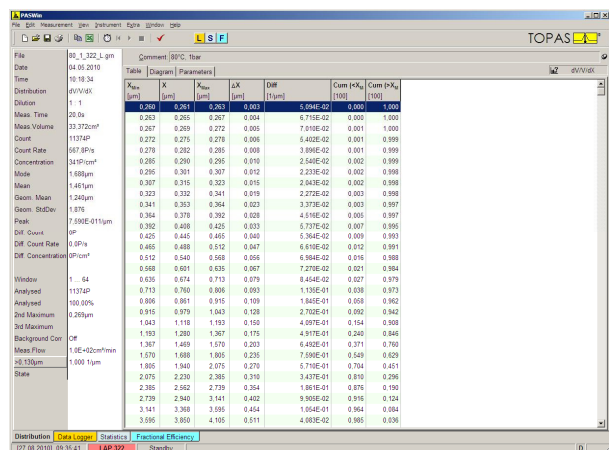 PASWin
File Edit Measurement View Instrument Extra Window Help
L S F
TOPAS
File 80_1_322_L.grn
Date 04.05.2010
Time 10:18:34
Distribution dV/V/dX
Dilution 1 : 1
Meas. Time 20,0s
Meas.Volume 33,372cm³
Count 11374P
Count Rate 567.8P/s
Concentration 341P/cm³
Mode 1,688µm
Mean 1,461µm
Geom. Mean 1,240µm
Geom. StdDev 1,876
Peak 7,590E-01 1/µm
Diff. Count 0P
Diff. Count Rate 0,0P/s
Diff. Concentration 0P/cm³
Window 1 ... 64
Analysed 11374P
Analysed 100,00%
2nd Maximum 0,269µm
3rd Maximum
Background Corr Off
Meas.Flow 1,0E+02cm³/min
>0,130µm 1,000 1/µm
State
Comment: 80°C, 1bar
Table Diagram Parameters dV/V/dX
XMin X XMax ΔX Diff Cum (<XM Cum (>XM
[µm] [µm] [µm] [µm] [1/µm] [100] [100]
0,260 0,261 0,263 0,003 5,094E-02 0,000 1,000
0,263 0,265 0,267 0,004 6,715E-02 0,000 1,000
0,267 0,269 0,272 0,005 7,010E-02 0,001 1,000
0,272 0,275 0,278 0,006 5,402E-02 0,001 0,999
0,278 0,282 0,285 0,008 3,896E-02 0,001 0,999
0,285 0,290 0,295 0,010 2,540E-02 0,002 0,999
0,295 0,301 0,307 0,012 2,233E-02 0,002 0,998
0,307 0,315 0,323 0,015 2,043E-02 0,002 0,998
0,323 0,332 0,341 0,019 2,272E-02 0,003 0,998
0,341 0,353 0,364 0,023 3,373E-02 0,003 0,997
0,364 0,378 0,392 0,028 4,516E-02 0,005 0,997
0,392 0,408 0,425 0,033 5,737E-02 0,007 0,995
0,425 0,445 0,465 0,040 5,364E-02 0,009 0,993
0,465 0,488 0,512 0,047 6,610E-02 0,012 0,991
0,512 0,540 0,568 0,056 6,984E-02 0,016 0,988
0,568 0,601 0,635 0,067 7,270E-02 0,021 0,984
0,635 0,674 0,713 0,079 8,454E-02 0,027 0,979
0,713 0,760 0,806 0,093 1,135E-01 0,038 0,973
0,806 0,861 0,915 0,109 1,845E-01 0,058 0,962
0,915 0,979 1,043 0,128 2,702E-01 0,092 0,942
1,043 1,118 1,193 0,150 4,097E-01 0,154 0,908
1,193 1,280 1,367 0,175 4,917E-01 0,240 0,846
1,367 1,469 1,570 0,203 6,492E-01 0,371 0,760
1,570 1,688 1,805 0,235 7,590E-01 0,549 0,629
1,805 1,940 2,075 0,270 5,710E-01 0,704 0,451
2,075 2,230 2,385 0,310 3,437E-01 0,810 0,296
2,385 2,562 2,739 0,354 1,861E-01 0,876 0,190
2,739 2,940 3,141 0,402 9,905E-02 0,916 0,124
3,141 3,368 3,595 0,454 1,054E-01 0,964 0,084
3,595 3,850 4,105 0,511 4,083E-02 0,985 0,036
Distribution Data Logger Statistics Fractional Efficiency
[27.08.2010] 09:35:41 LAP 322 Standby D